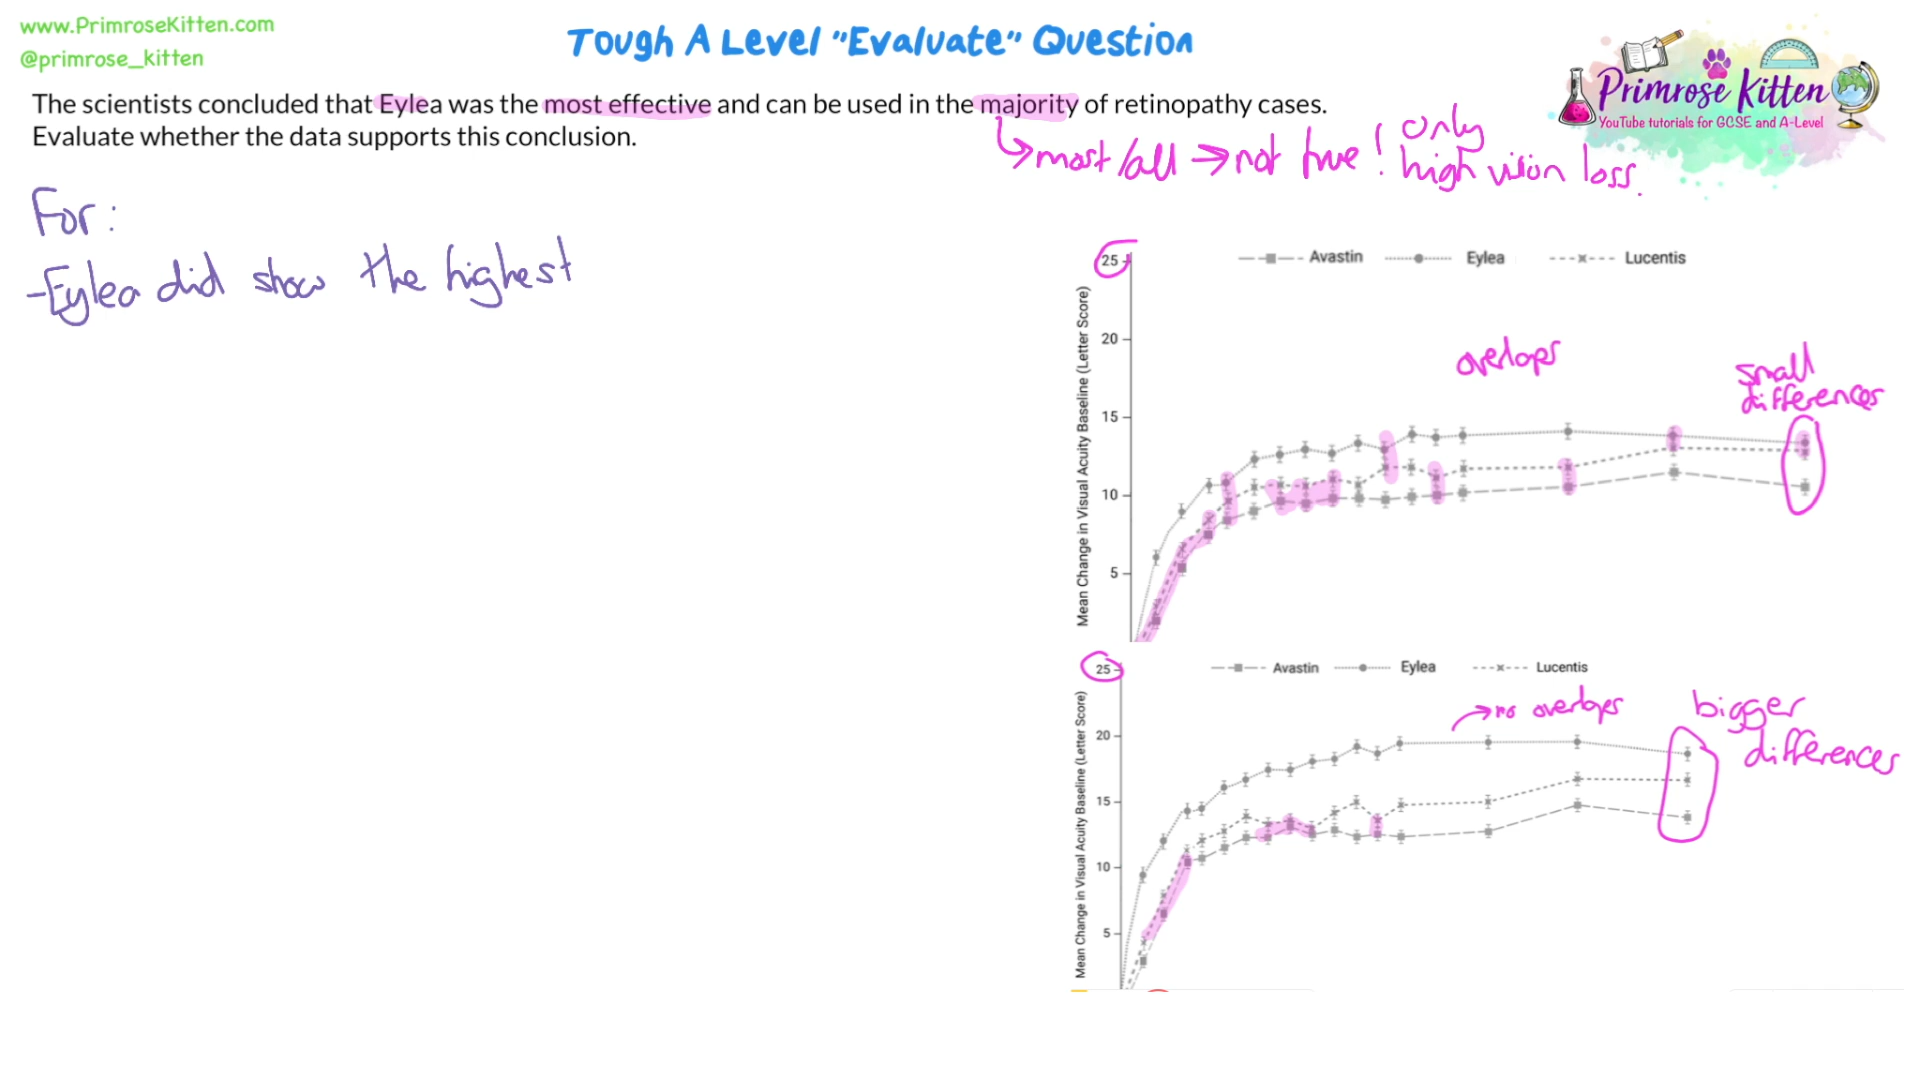 www.PrimroseKitten.com
@primrose_kitten
Tough A Level "Evaluate" Question
Primrose Kitten
YouTube tutorials for GCSE and A-Level
The scientists concluded that Eylea was the most effective and can be used in the majority of retinopathy cases.
Evaluate whether the data supports this conclusion.
most/all → not true! only
high vision loss.
For:
-Eylea did show the highest
Avastin Eylea Lucentis
25
20
15
10
5
Mean Change in Visual Acuity Baseline (Letter Score)
overlaps
small
differences
Avastin Eylea Lucentis
25
20
15
10
5
Mean Change in Visual Acuity Baseline (Letter Score)
no overlaps
bigger
differences